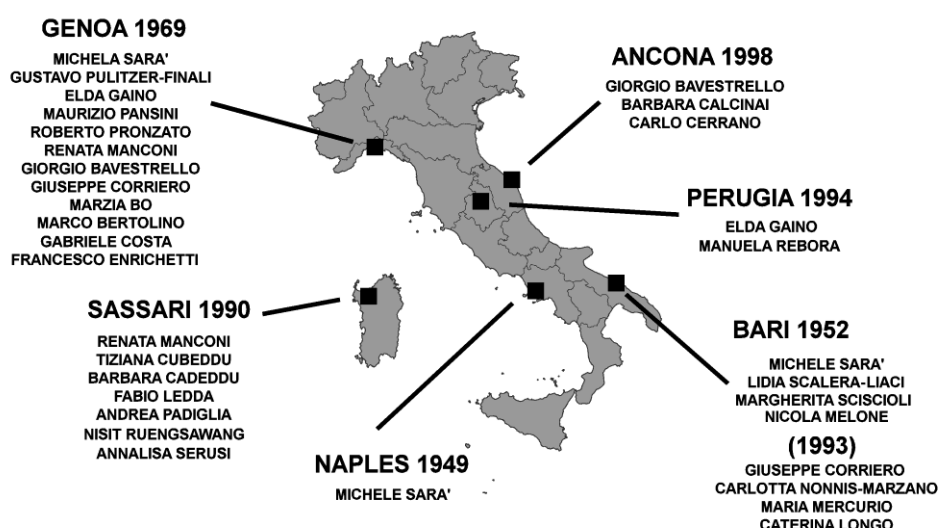 GENOA 1969
MICHELA SARA'
GUSTAVO PULITZER-FINALI
ELDA GAINO
MAURIZIO PANSINI
ROBERTO PRONZATO
RENATA MANCONI
GIORGIO BAVESTRELLO
GIUSEPPE CORRIERO
MARZIA BO
MARCO BERTOLINO
GABRIELE COSTA
FRANCESCO ENRICHETTI
ANCONA 1998
GIORGIO BAVESTRELLO
BARBARA CALCINAI
CARLO CERRANO
PERUGIA 1994
ELDA GAINO
MANUELA REBORA
SASSARI 1990
RENATA MANCONI
TIZIANA CUBEDDU
BARBARA CADEDDU
FABIO LEDDA
ANDREA PADIGLIA
NISIT RUENGSAWANG
ANNALISA SERUSI
NAPLES 1949
MICHELE SARA'
BARI 1952
MICHELE SARA'
LIDIA SCALERA-LIACI
MARGHERITA SCISCIOLI
NICOLA MELONE
(1993)
GIUSEPPE CORRIERO
CARLOTTA NONNIS-MARZANO
MARIA MERCURIO
CATERINA LONGO